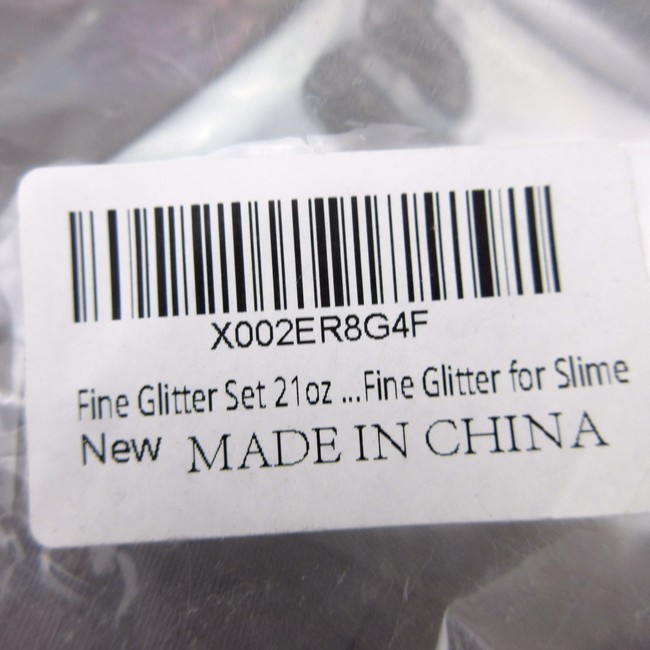 X002ER8G4F
Fine Glitter Set 21oz ...Fine Glitter for Slime
New MADE IN CHINA